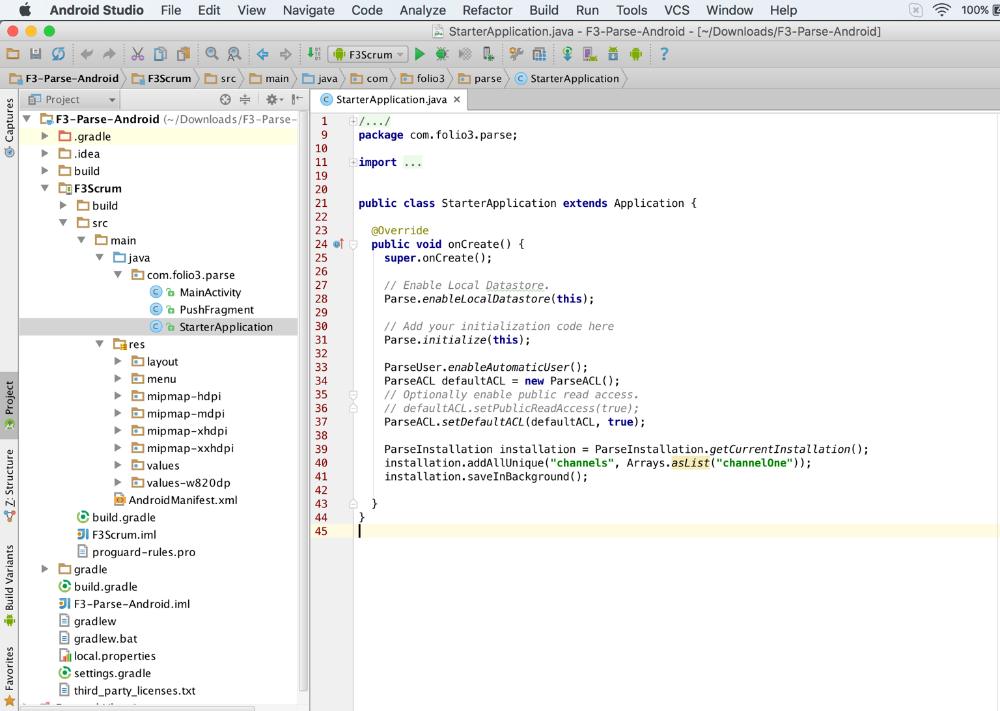 Android Studio File Edit View Navigate Code Analyze Refactor Build Run Tools VCS Window Help 100%
StarterApplication.java - F3-Parse-Android - [~/Downloads/F3-Parse-Android]
F3Scrum
F3-Parse-Android F3Scrum src main java com folio3 parse StarterApplication
Project
StarterApplication.java
Captures
Project
Z: Structure
Build Variants
Favorites
F3-Parse-Android (~/Downloads/F3-Parse-
.gradle
.idea
build
F3Scrum
build
src
main
java
com.folio3.parse
MainActivity
PushFragment
StarterApplication
res
layout
menu
mipmap-hdpi
mipmap-mdpi
mipmap-xhdpi
mipmap-xxhdpi
values
values-w820dp
AndroidManifest.xml
build.gradle
F3Scrum.iml
proguard-rules.pro
gradle
build.gradle
F3-Parse-Android.iml
gradlew
gradlew.bat
local.properties
settings.gradle
third_party_licenses.txt
1 /.../
9 package com.folio3.parse;
10
11 import ...
19
20
21 public class StarterApplication extends Application {
22
23 @Override
24 public void onCreate() {
25 super.onCreate();
26
27 // Enable Local Datastore.
28 Parse.enableLocalDatastore(this);
29
30 // Add your initialization code here
31 Parse.initialize(this);
32
33 ParseUser.enableAutomaticUser();
34 ParseACL defaultACL = new ParseACL();
35 // Optionally enable public read access.
36 // defaultACL.setPublicReadAccess(true);
37 ParseACL.setDefaultACL(defaultACL, true);
38
39 ParseInstallation installation = ParseInstallation.getCurrentInstallation();
40 installation.addAllUnique("channels", Arrays.asList("channelOne"));
41 installation.saveInBackground();
42
43 }
44 }
45